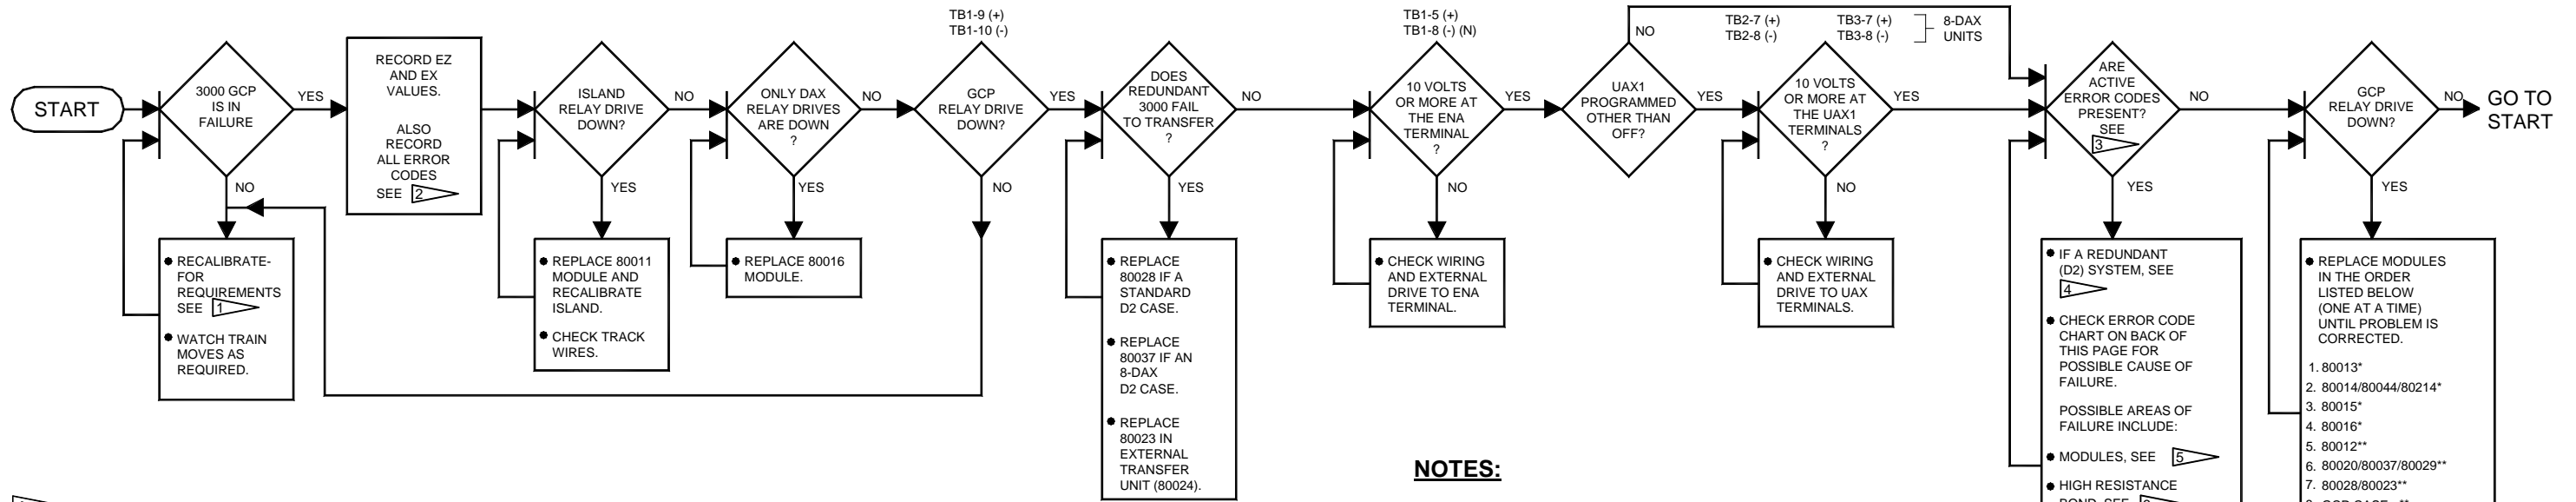 START
3000 GCP
IS IN
FAILURE
YES
NO
RECALIBRATE-
FOR
REQUIREMENTS
SEE 1
WATCH TRAIN
MOVES AS
REQUIRED.
RECORD EZ
AND EX
VALUES.
ALSO
RECORD
ALL ERROR
CODES
SEE 2
ISLAND
RELAY DRIVE
DOWN?
NO
YES
REPLACE 80011
MODULE AND
RECALIBRATE
ISLAND.
CHECK TRACK
WIRES.
ONLY DAX
RELAY DRIVES
ARE DOWN
?
NO
YES
REPLACE 80016
MODULE.
TB1-9 (+)
TB1-10 (-)
GCP
RELAY DRIVE
DOWN?
YES
NO
DOES
REDUNDANT
3000 FAIL
TO TRANSFER
?
NO
YES
REPLACE
80028 IF A
STANDARD
D2 CASE.
REPLACE
80037 IF AN
8-DAX
D2 CASE.
REPLACE
80023 IN
EXTERNAL
TRANSFER
UNIT (80024).
TB1-5 (+)
TB1-8 (-) (N)
10 VOLTS
OR MORE AT
THE ENA
TERMINAL
?
YES
NO
CHECK WIRING
AND EXTERNAL
DRIVE TO ENA
TERMINAL.
NO
UAX1
PROGRAMMED
OTHER THAN
OFF?
YES
TB2-7 (+)
TB2-8 (-)
TB3-7 (+)
TB3-8 (-)
8-DAX
UNITS
10 VOLTS
OR MORE AT
THE UAX1
TERMINALS
?
YES
NO
CHECK WIRING
AND EXTERNAL
DRIVE TO UAX
TERMINALS.
ARE
ACTIVE
ERROR CODES
PRESENT?
SEE
3
NO
YES
IF A REDUNDANT
(D2) SYSTEM, SEE
4
CHECK ERROR CODE
CHART ON BACK OF
THIS PAGE FOR
POSSIBLE CAUSE OF
FAILURE.
POSSIBLE AREAS OF
FAILURE INCLUDE:
MODULES, SEE 5
HIGH RESISTANCE
GCP
RELAY DRIVE
DOWN?
NO
YES
GO TO
START
REPLACE MODULES
IN THE ORDER
LISTED BELOW
(ONE AT A TIME)
UNTIL PROBLEM IS
CORRECTED.
1. 80013*
2. 80014/80044/80214*
3. 80015*
4. 80016*
5. 80012**
6. 80020/80037/80029**
7. 80028/80023**
NOTES: